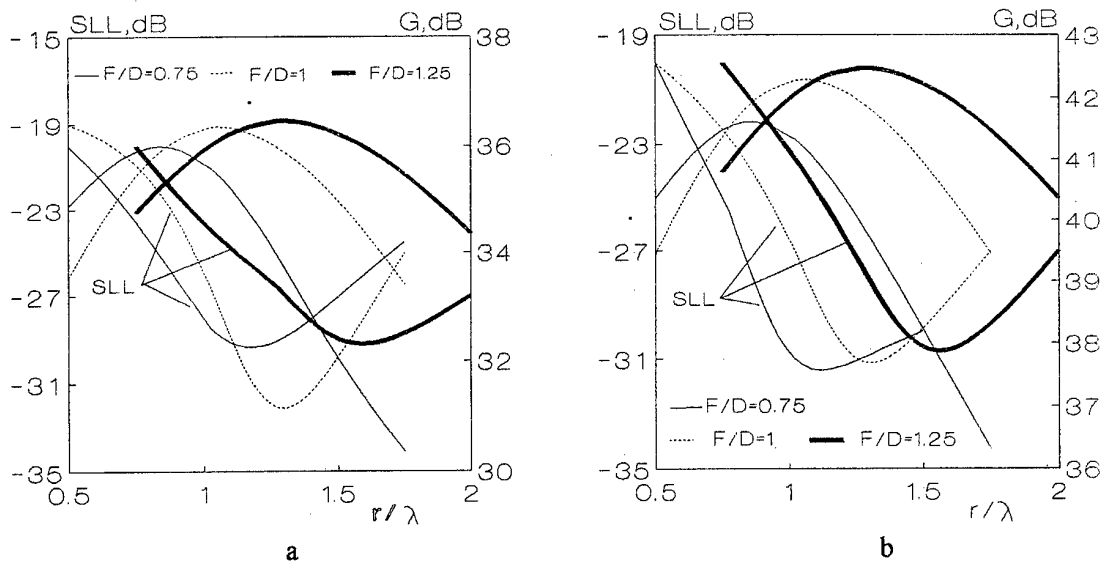 SLL,dB G,dB
-15 38
F/D=0.75 F/D=1 F/D=1.25
-19
36
-23
34
SLL
-27
32
-31
-35 30
0.5 1 1.5 2
r/λ
a
SLL,dB G,dB
-19 43
42
-23
41
40
-27
39
SLL
38
-31
F/D=0.75
37
F/D=1 F/D=1.25
-35 36
0.5 1 1.5 2
r/λ
b